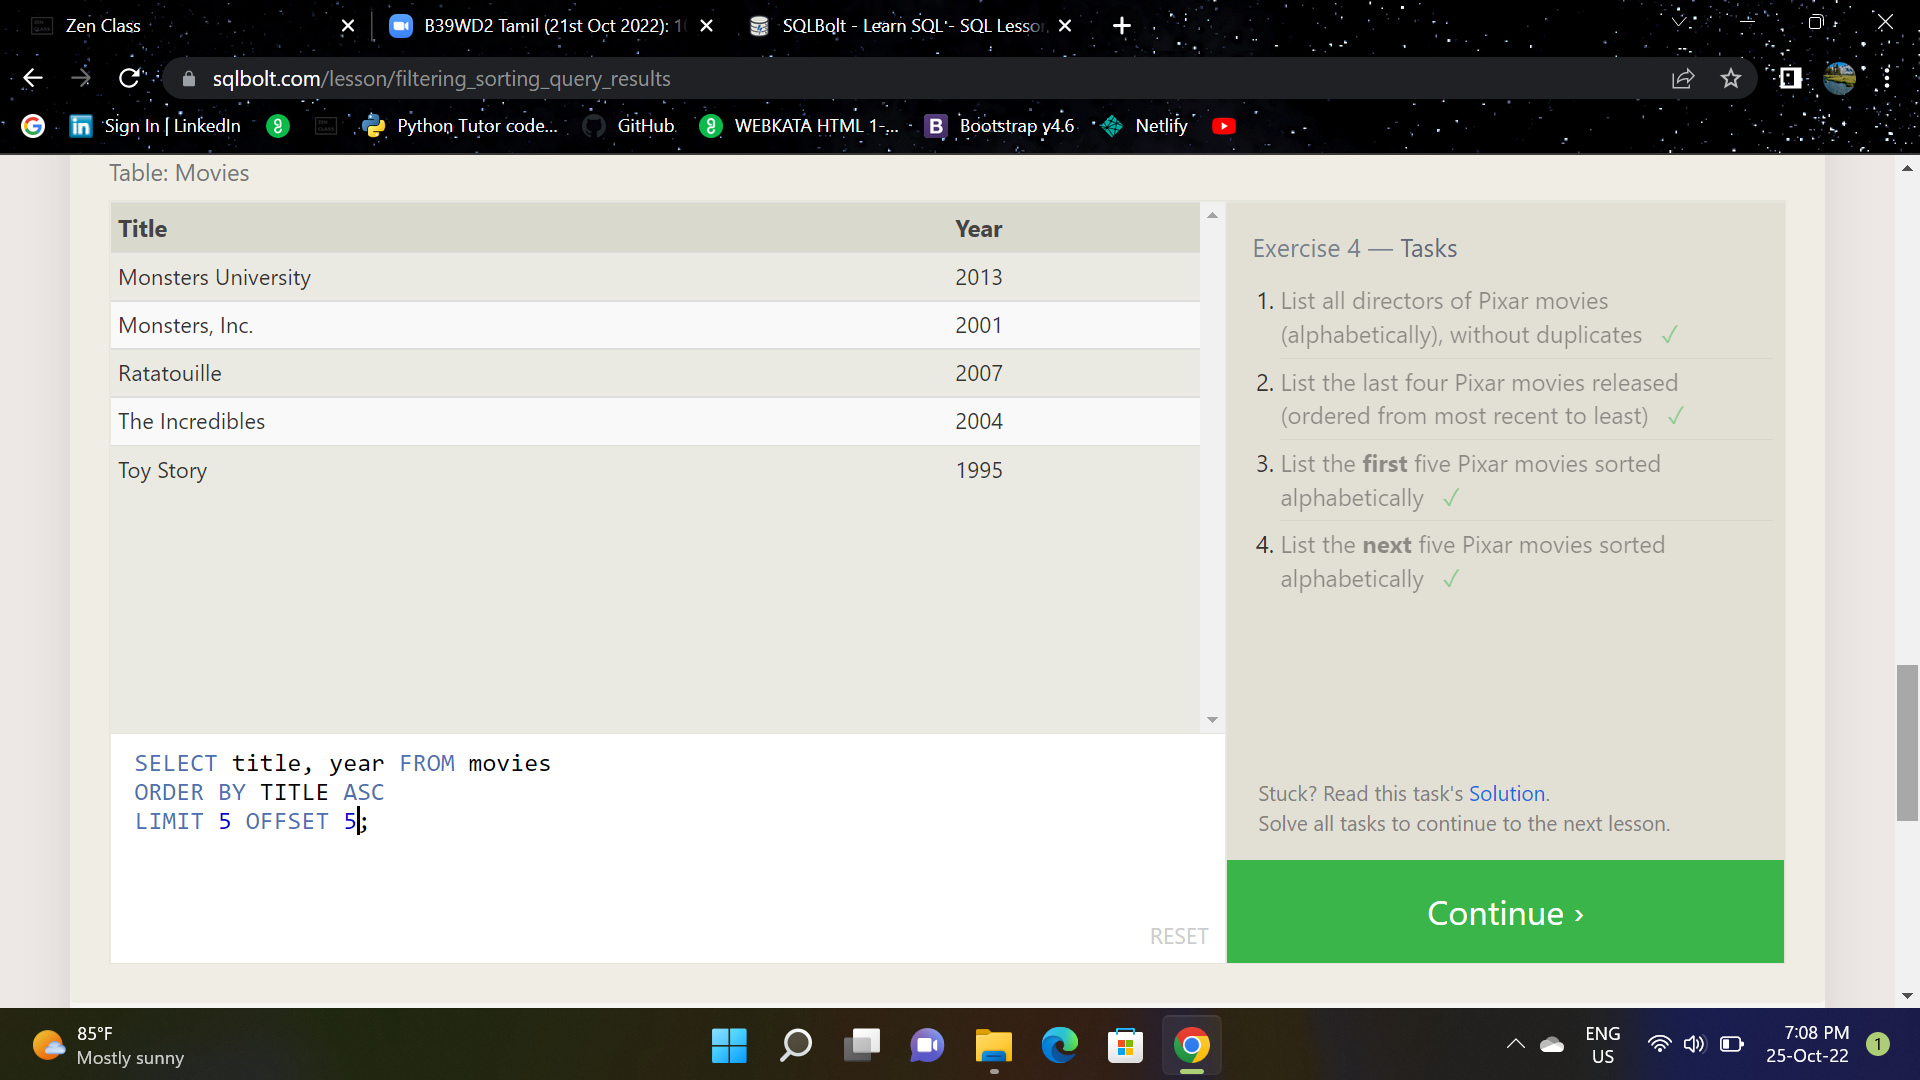 Zen Class
B39WD2 Tamil (21st Oct 2022): 1
SQLBolt - Learn SQL - SQL Lesson
sqlbolt.com/lesson/filtering_sorting_query_results
Sign In | LinkedIn
Python Tutor code...
GitHub
WEBKATA HTML 1-...
Bootstrap v4.6
Netlify
Table: Movies
Title Year
Monsters University 2013
Monsters, Inc. 2001
Ratatouille 2007
The Incredibles 2004
Toy Story 1995
SELECT title, year FROM movies
ORDER BY TITLE ASC
LIMIT 5 OFFSET 5;
RESET
Exercise 4 — Tasks
1. List all directors of Pixar movies
(alphabetically), without duplicates ✓
2. List the last four Pixar movies released
(ordered from most recent to least) ✓
3. List the first five Pixar movies sorted
alphabetically ✓
4. List the next five Pixar movies sorted
alphabetically ✓
Stuck? Read this task's Solution.
Solve all tasks to continue to the next lesson.
Continue ›
85°F
Mostly sunny
ENG
US
7:08 PM
25-Oct-22
1